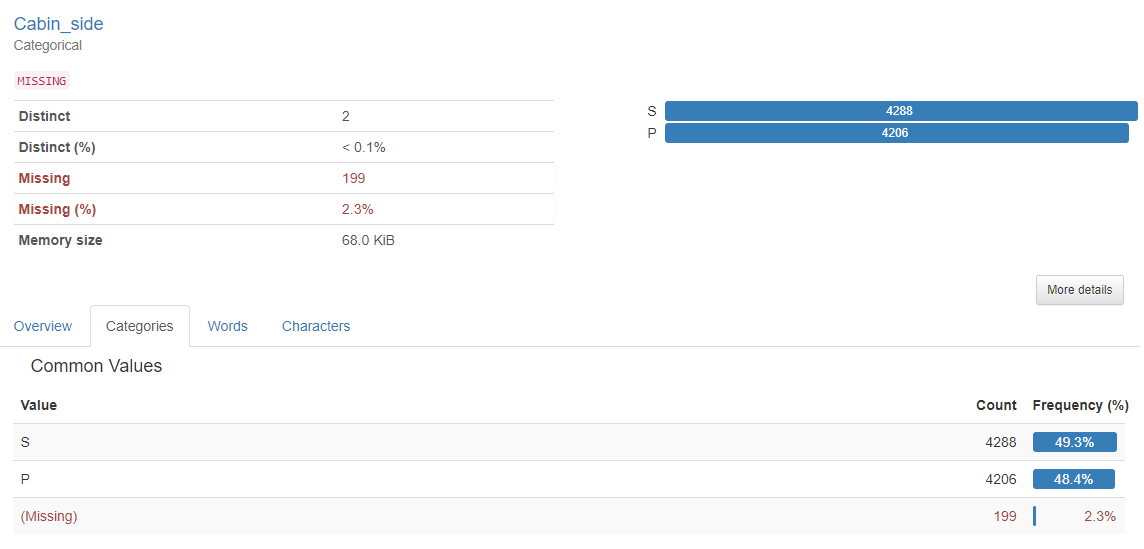 Cabin_side
Categorical
MISSING
Distinct 2
Distinct (%) < 0.1%
Missing 199
Missing (%) 2.3%
Memory size 68.0 KiB
S 4288
P 4206
More details
Overview Categories Words Characters
Common Values
Value Count Frequency (%)
S 4288 49.3%
P 4206 48.4%
(Missing) 199 2.3%